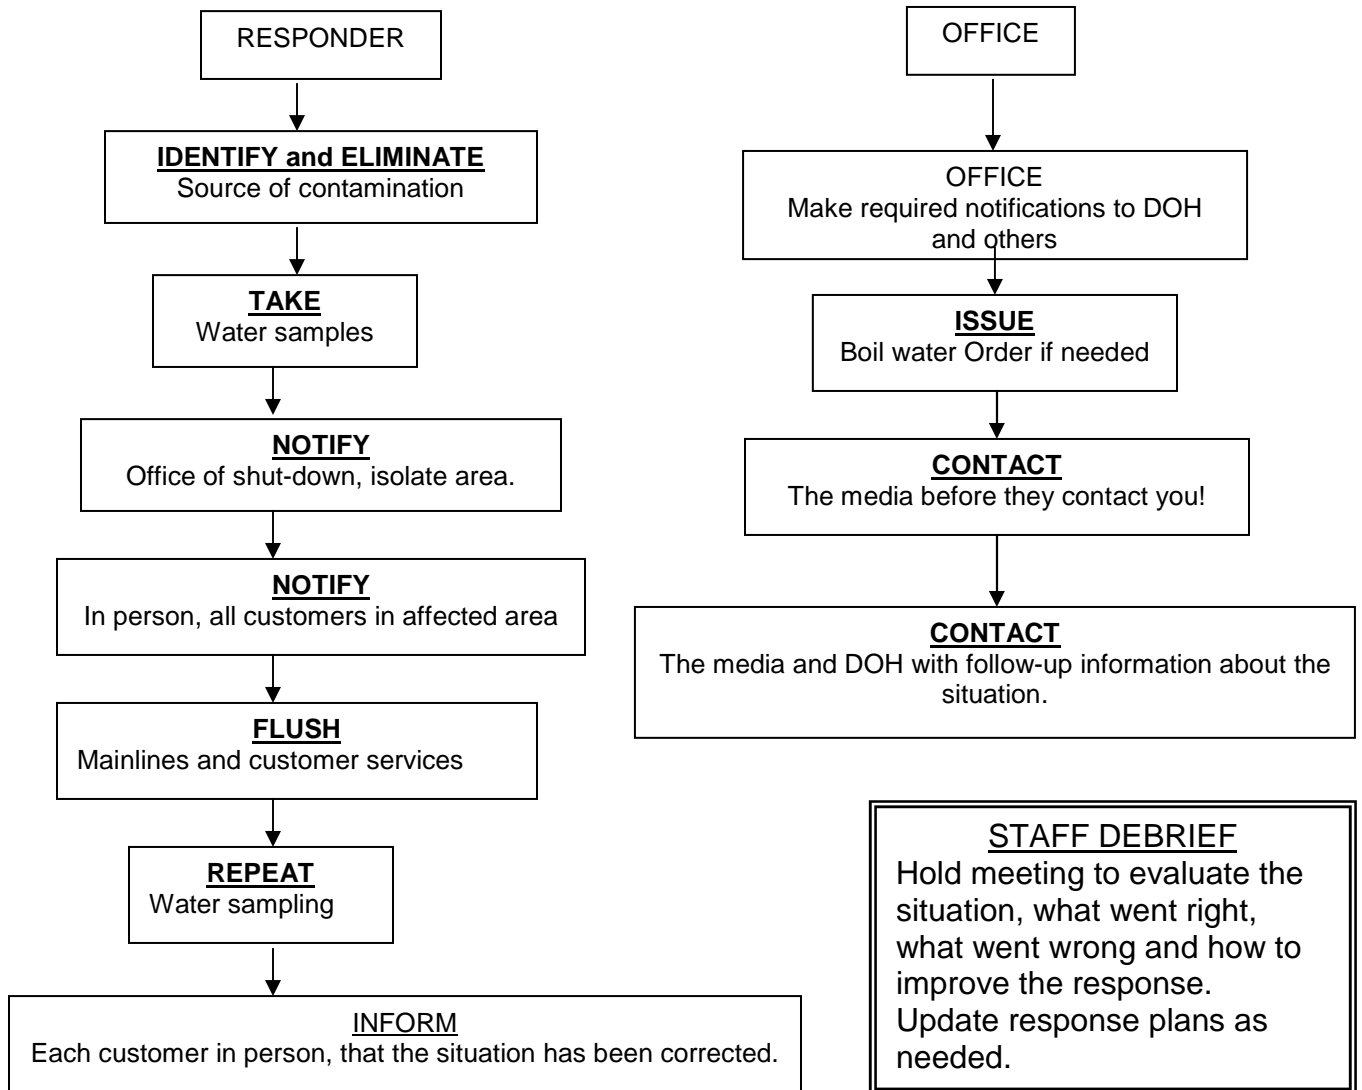 RESPONDER
IDENTIFY and ELIMINATE
Source of contamination
TAKE
Water samples
NOTIFY
Office of shut-down, isolate area.
NOTIFY
In person, all customers in affected area
FLUSH
Mainlines and customer services
REPEAT
Water sampling
INFORM
Each customer in person, that the situation has been corrected.
OFFICE
OFFICE
Make required notifications to DOH
and others
ISSUE
Boil water Order if needed
CONTACT
The media before they contact you!
CONTACT
The media and DOH with follow-up information about the
situation.
STAFF DEBRIEF
Hold meeting to evaluate the
situation, what went right,
what went wrong and how to
improve the response.
Update response plans as
needed.